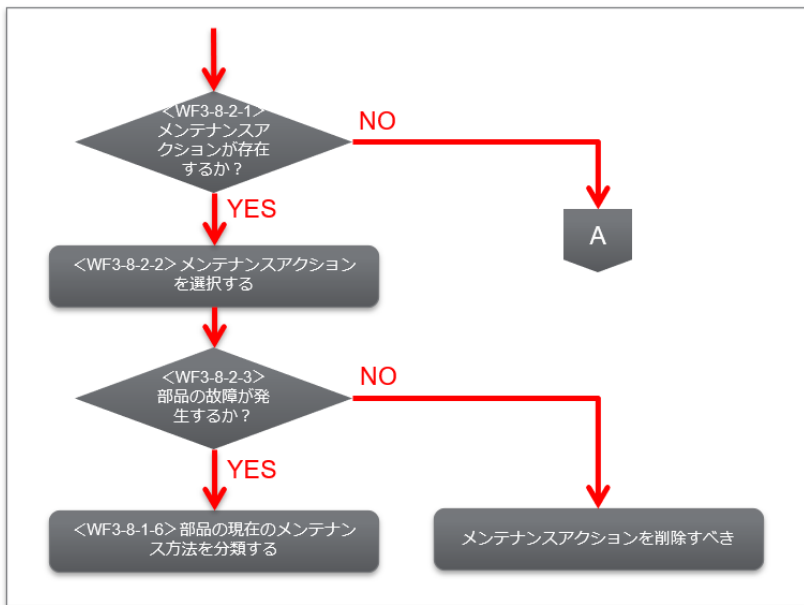 ＜WF3-8-2-1＞
メンテナンスア
クションが存在
するか？
NO
YES
A
＜WF3-8-2-2＞メンテナンスアクション
を選択する
＜WF3-8-2-3＞
部品の故障が発
生するか？
NO
YES
＜WF3-8-1-6＞部品の現在のメンテナン
ス方法を分類する
メンテナンスアクションを削除すべき